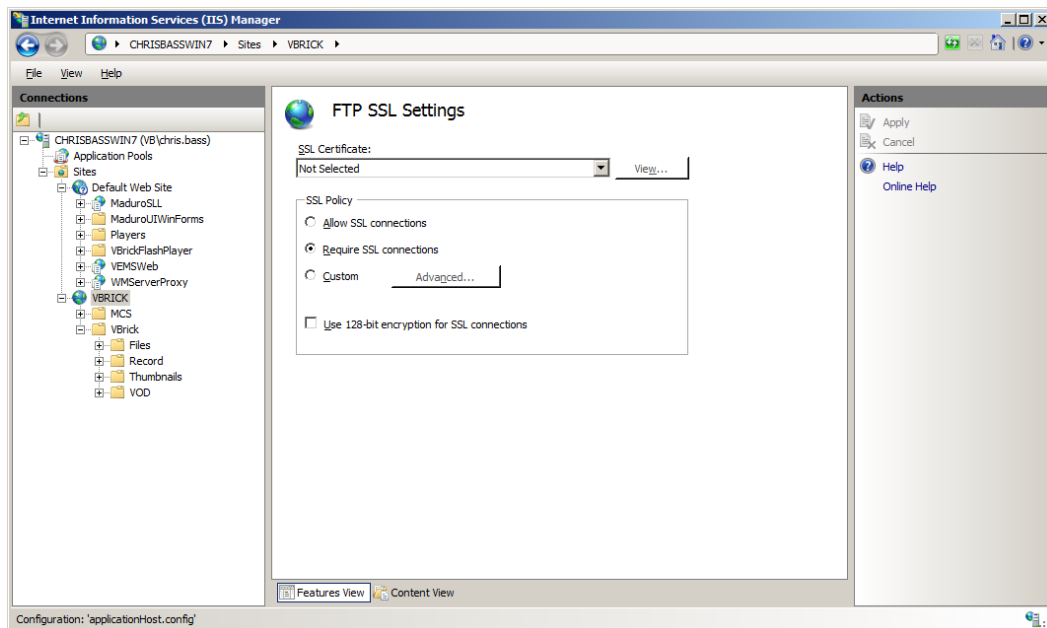 Internet Information Services (IIS) Manager
CHRISBASSWIN7 Sites VBRICK
File View Help
Connections
CHRISBASSWIN7 (VB\chris.bass)
Application Pools
Sites
Default Web Site
MaduroSLL
MaduroUIWinForms
Players
VBrickFlashPlayer
VEMSWeb
WMServerProxy
VBRICK
MCS
VBrick
Files
Record
Thumbnails
VOD
FTP SSL Settings
SSL Certificate:
Not Selected View...
SSL Policy
Allow SSL connections
Require SSL connections
Custom Advanced...
Use 128-bit encryption for SSL connections
Features View Content View
Actions
Apply
Cancel
Help
Online Help
Configuration: 'applicationHost.config'